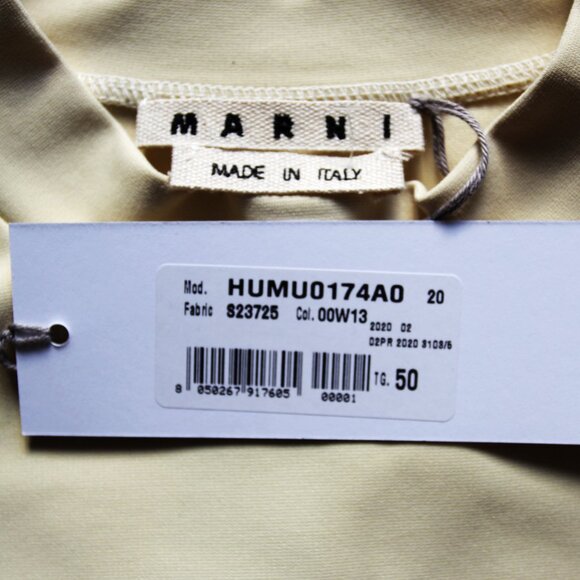 MARNI
MADE IN ITALY
Mod. HUMU0174A0 20
Fabric S23725 Col. 00W13
2020 02
02PR 2020 3108/5
8 050267 917605 00001
TG. 50